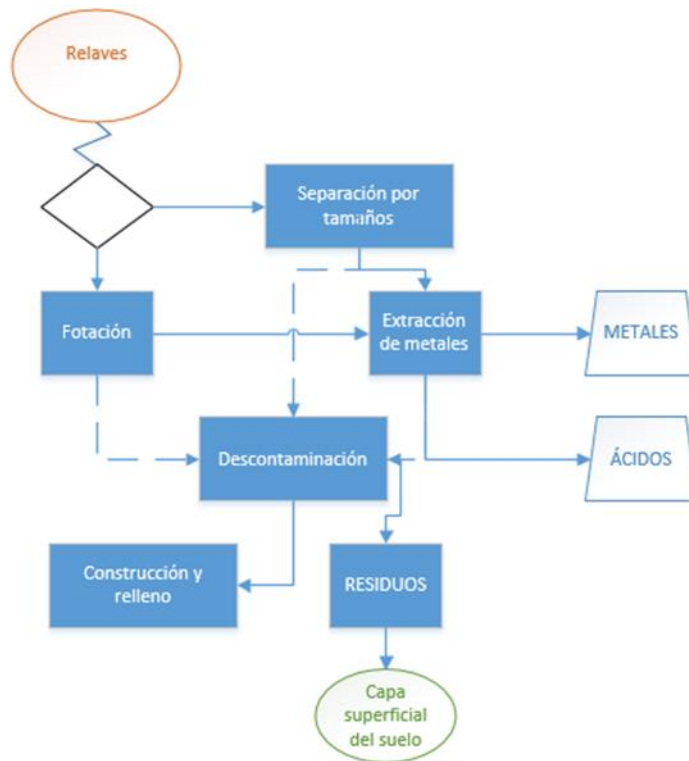 Relaves
Separación por
tamaños
Fotación
Extracción
de metales
METALES
Descontaminación
ÁCIDOS
Construcción y
relleno
RESIDUOS
Capa
superficial
del suelo